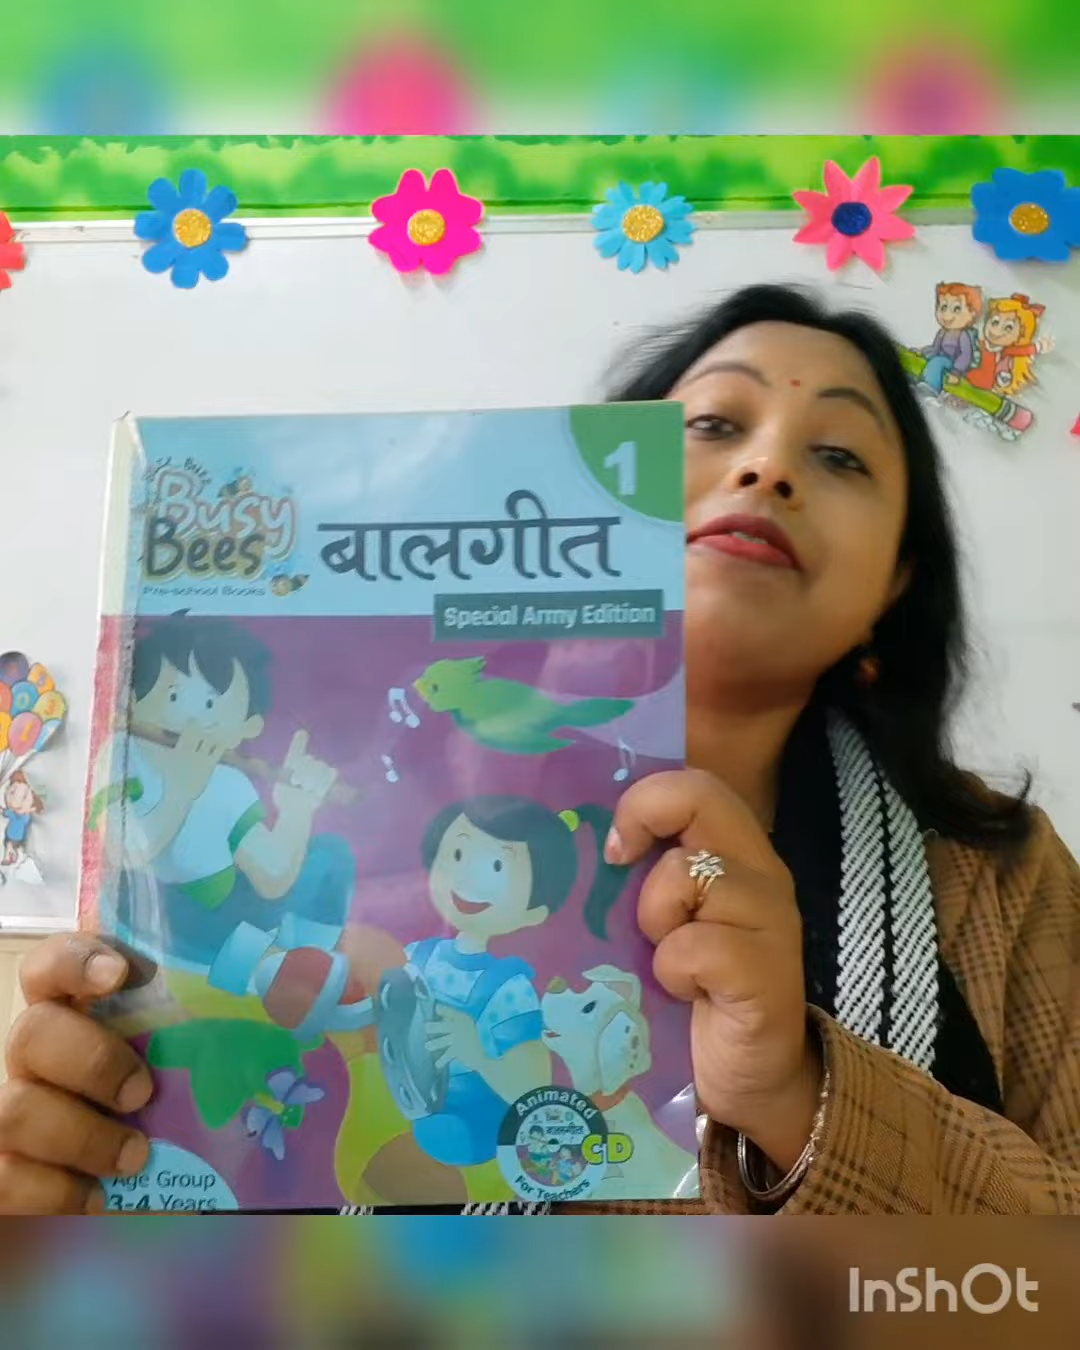 1
Busy Bees
Pre-school Books
बालगीत
Special Army Edition
Animated
बालगीत
CD
For Teachers
Age Group
3-4 Years
InShOt